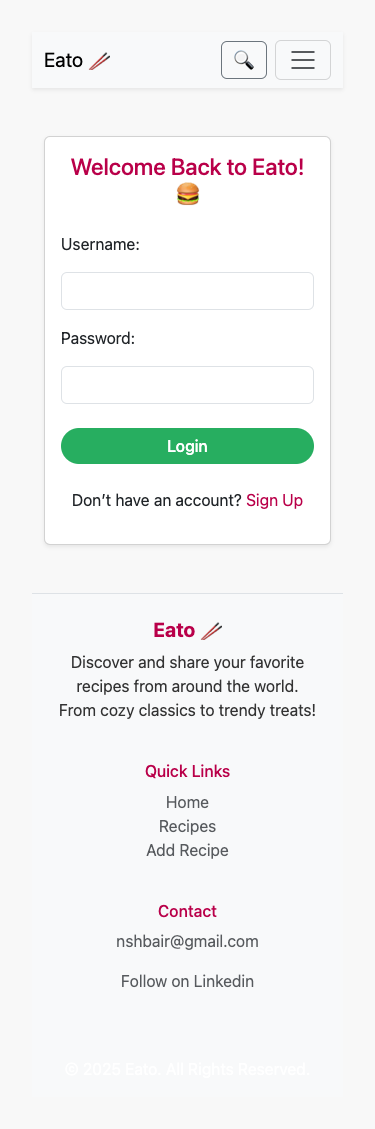 Eato 🥢
🔍
Welcome Back to Eato!
🍔
Username:
Password:
Login
Don't have an account? Sign Up
Eato 🥢
Discover and share your favorite
recipes from around the world.
From cozy classics to trendy treats!
Quick Links
Home
Recipes
Add Recipe
Contact
nshbair@gmail.com
Follow on Linkedin
© 2025 Eato. All Rights Reserved.